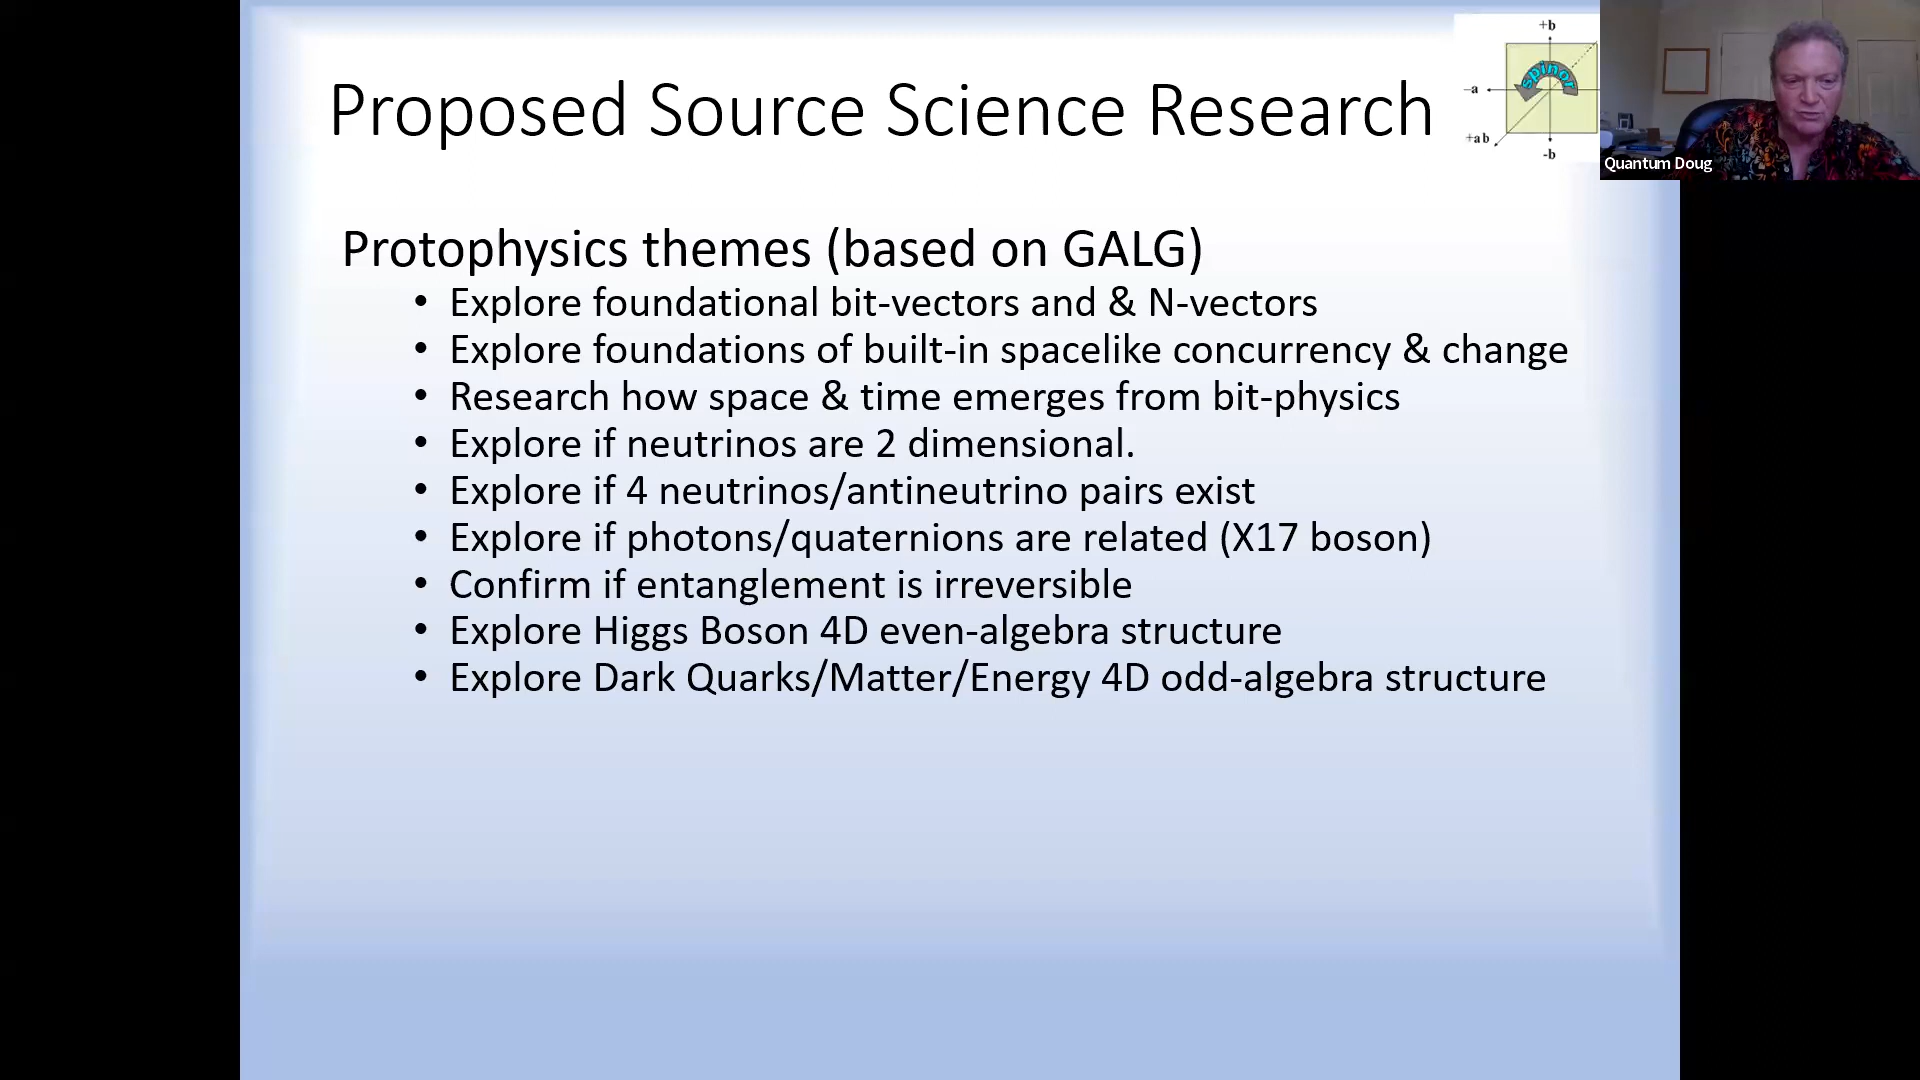 Proposed Source Science Research
+b
spinor
-a
+ab
-b
Quantum Doug
Protophysics themes (based on GALG)
• Explore foundational bit-vectors and & N-vectors
• Explore foundations of built-in spacelike concurrency & change
• Research how space & time emerges from bit-physics
• Explore if neutrinos are 2 dimensional.
• Explore if 4 neutrinos/antineutrino pairs exist
• Explore if photons/quaternions are related (X17 boson)
• Confirm if entanglement is irreversible
• Explore Higgs Boson 4D even-algebra structure
• Explore Dark Quarks/Matter/Energy 4D odd-algebra structure